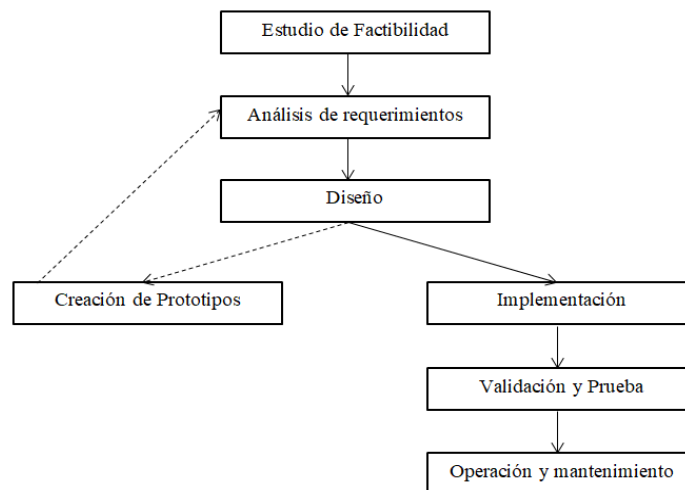 Estudio de Factibilidad
Análisis de requerimientos
Diseño
Creación de Prototipos
Implementación
Validación y Prueba
Operación y mantenimiento